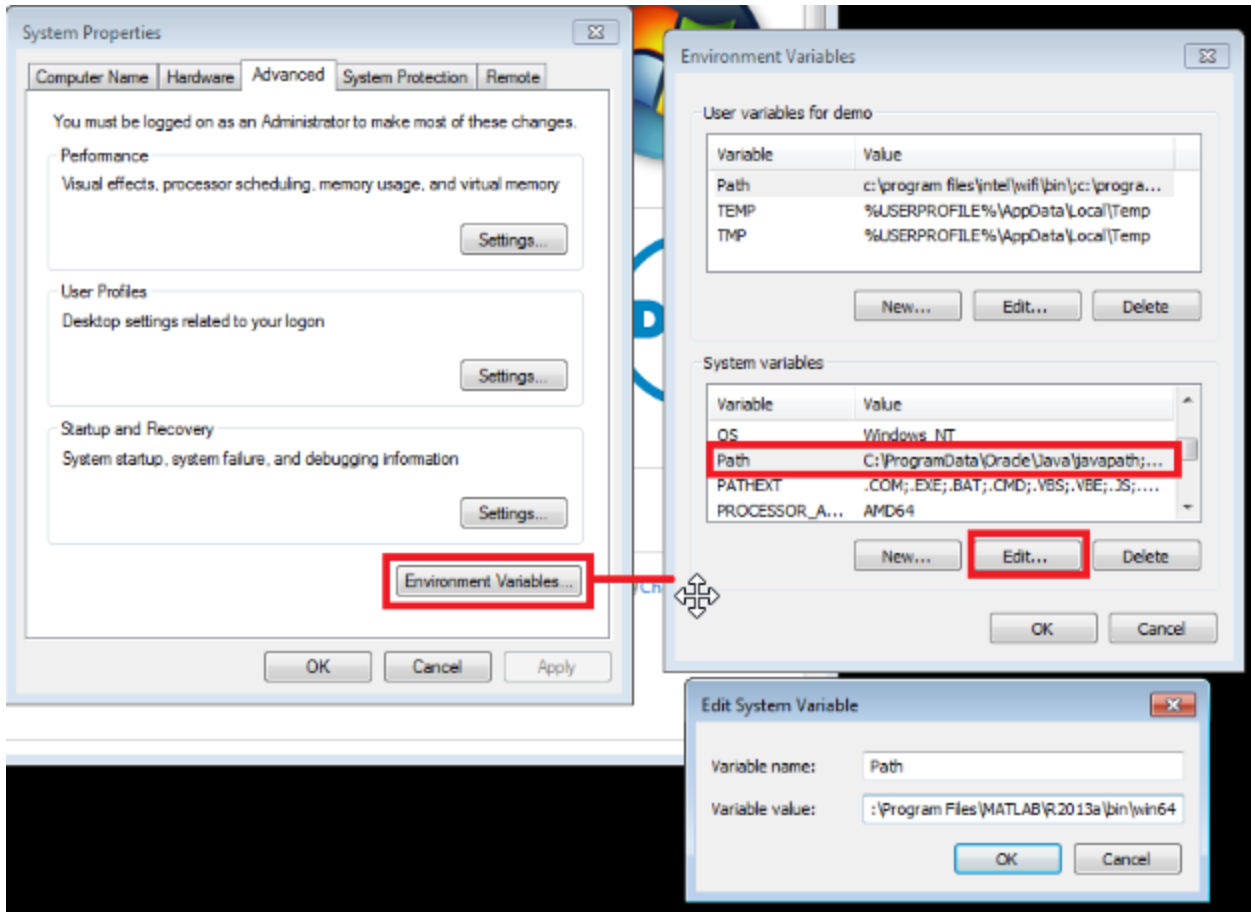 System Properties
Computer Name Hardware Advanced System Protection Remote
You must be logged on as an Administrator to make most of these changes.
Performance
Visual effects, processor scheduling, memory usage, and virtual memory
Settings...
User Profiles
Desktop settings related to your logon
Settings...
Startup and Recovery
System startup, system failure, and debugging information
Settings...
Environment Variables...
OK Cancel Apply
Environment Variables
User variables for demo
Variable Value
Path c:\program files\intel\wifi\bin\;c:\progra...
TEMP %USERPROFILE%\AppData\Local\Temp
TMP %USERPROFILE%\AppData\Local\Temp
New... Edit... Delete
System variables
Variable Value
OS Windows_NT
Path C:\ProgramData\Oracle\Java\javapath;...
PATHEXT .COM;.EXE;.BAT;.CMD;.VBS;.VBE;.JS;....
PROCESSOR_A... AMD64
New... Edit... Delete
OK Cancel
Edit System Variable
Variable name: Path
Variable value: :\Program Files\MATLAB\R2013a\bin\win64
OK Cancel